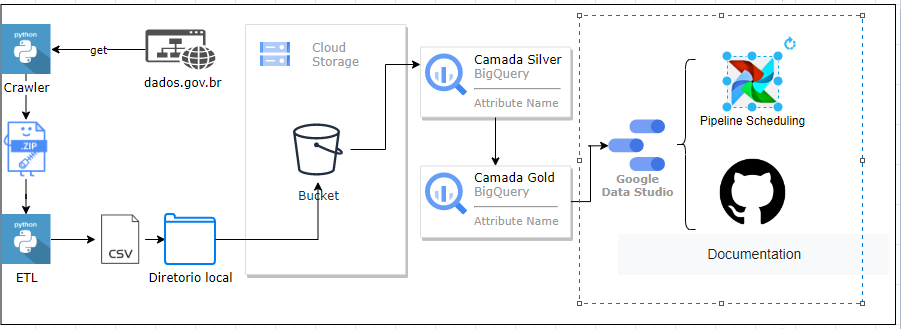 python
Crawler
get
dados.gov.br
.ZIP
python
ETL
CSV
Diretorio local
Cloud
Storage
Bucket
Camada Silver
BigQuery
Attribute Name
Camada Gold
BigQuery
Attribute Name
Google
Data Studio
Pipeline Scheduling
Documentation